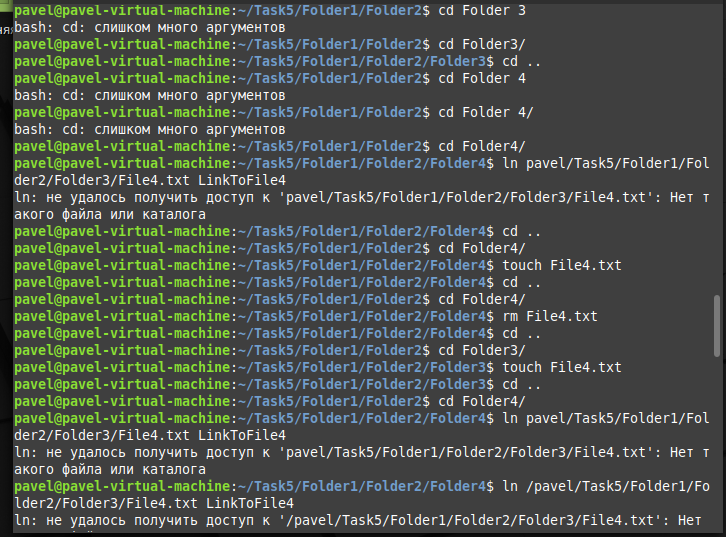 pavel@pavel-virtual-machine:~/Task5/Folder1/Folder2$ cd Folder 3
bash: cd: слишком много аргументов
pavel@pavel-virtual-machine:~/Task5/Folder1/Folder2$ cd Folder3/
pavel@pavel-virtual-machine:~/Task5/Folder1/Folder2/Folder3$ cd ..
pavel@pavel-virtual-machine:~/Task5/Folder1/Folder2$ cd Folder 4
bash: cd: слишком много аргументов
pavel@pavel-virtual-machine:~/Task5/Folder1/Folder2$ cd Folder 4/
bash: cd: слишком много аргументов
pavel@pavel-virtual-machine:~/Task5/Folder1/Folder2$ cd Folder4/
pavel@pavel-virtual-machine:~/Task5/Folder1/Folder2/Folder4$ ln pavel/Task5/Folder1/Fol
der2/Folder3/File4.txt LinkToFile4
ln: не удалось получить доступ к 'pavel/Task5/Folder1/Folder2/Folder3/File4.txt': Нет т
акого файла или каталога
pavel@pavel-virtual-machine:~/Task5/Folder1/Folder2/Folder4$ cd ..
pavel@pavel-virtual-machine:~/Task5/Folder1/Folder2$ cd Folder4/
pavel@pavel-virtual-machine:~/Task5/Folder1/Folder2/Folder4$ touch File4.txt
pavel@pavel-virtual-machine:~/Task5/Folder1/Folder2/Folder4$ cd ..
pavel@pavel-virtual-machine:~/Task5/Folder1/Folder2$ cd Folder4/
pavel@pavel-virtual-machine:~/Task5/Folder1/Folder2/Folder4$ rm File4.txt
pavel@pavel-virtual-machine:~/Task5/Folder1/Folder2/Folder4$ cd ..
pavel@pavel-virtual-machine:~/Task5/Folder1/Folder2$ cd Folder3/
pavel@pavel-virtual-machine:~/Task5/Folder1/Folder2/Folder3$ touch File4.txt
pavel@pavel-virtual-machine:~/Task5/Folder1/Folder2/Folder3$ cd ..
pavel@pavel-virtual-machine:~/Task5/Folder1/Folder2$ cd Folder4/
pavel@pavel-virtual-machine:~/Task5/Folder1/Folder2/Folder4$ ln pavel/Task5/Folder1/Fol
der2/Folder3/File4.txt LinkToFile4
ln: не удалось получить доступ к 'pavel/Task5/Folder1/Folder2/Folder3/File4.txt': Нет т
акого файла или каталога
pavel@pavel-virtual-machine:~/Task5/Folder1/Folder2/Folder4$ ln /pavel/Task5/Folder1/Fo
lder2/Folder3/File4.txt LinkToFile4
ln: не удалось получить доступ к '/pavel/Task5/Folder1/Folder2/Folder3/File4.txt': Нет